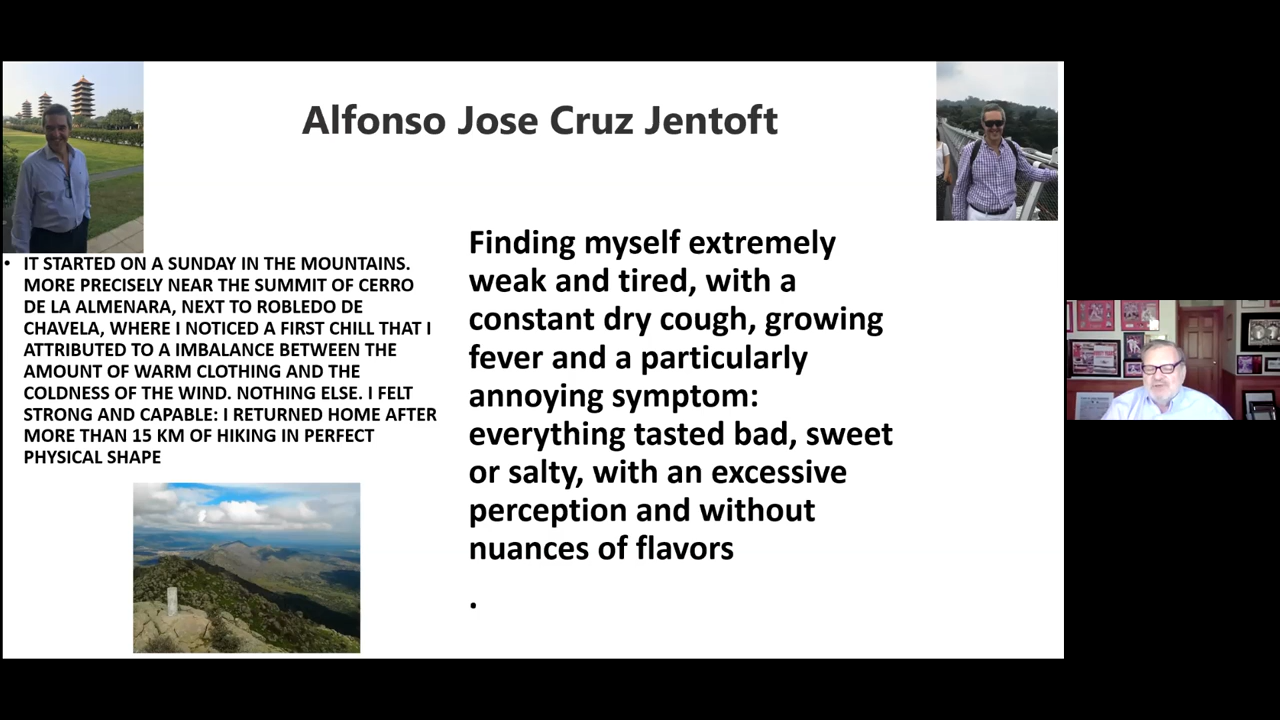 Alfonso Jose Cruz Jentoft
• IT STARTED ON A SUNDAY IN THE MOUNTAINS.
MORE PRECISELY NEAR THE SUMMIT OF CERRO
DE LA ALMENARA, NEXT TO ROBLEDO DE
CHAVELA, WHERE I NOTICED A FIRST CHILL THAT I
ATTRIBUTED TO A IMBALANCE BETWEEN THE
AMOUNT OF WARM CLOTHING AND THE
COLDNESS OF THE WIND. NOTHING ELSE. I FELT
STRONG AND CAPABLE: I RETURNED HOME AFTER
MORE THAN 15 KM OF HIKING IN PERFECT
PHYSICAL SHAPE
Finding myself extremely
weak and tired, with a
constant dry cough, growing
fever and a particularly
annoying symptom:
everything tasted bad, sweet
or salty, with an excessive
perception and without
nuances of flavors
.